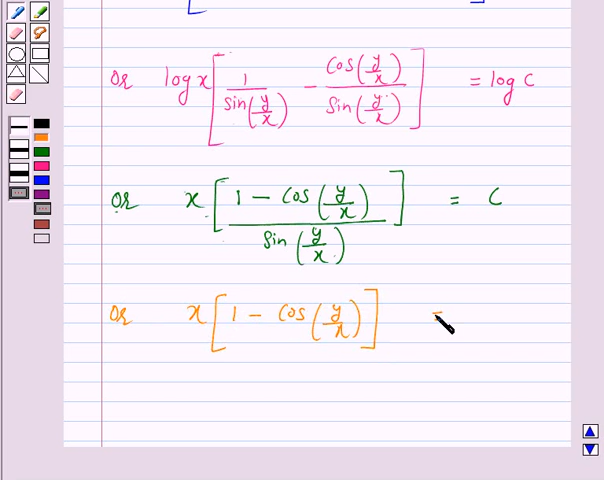 or log x [ 1/sin(y/x) - cos(y/x)/sin(y/x) ] = log C
or x [ 1 - cos(y/x) / sin(y/x) ] = C
or x [ 1 - cos(y/x) ] =